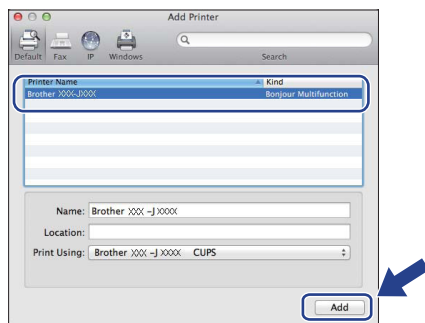 Add Printer
Default Fax IP Windows Search
Printer Name Kind
Brother XXX-JXXX Bonjour Multifunction
Name: Brother XXX -J XXXX
Location:
Print Using: Brother XXX -J XXXX CUPS
Add